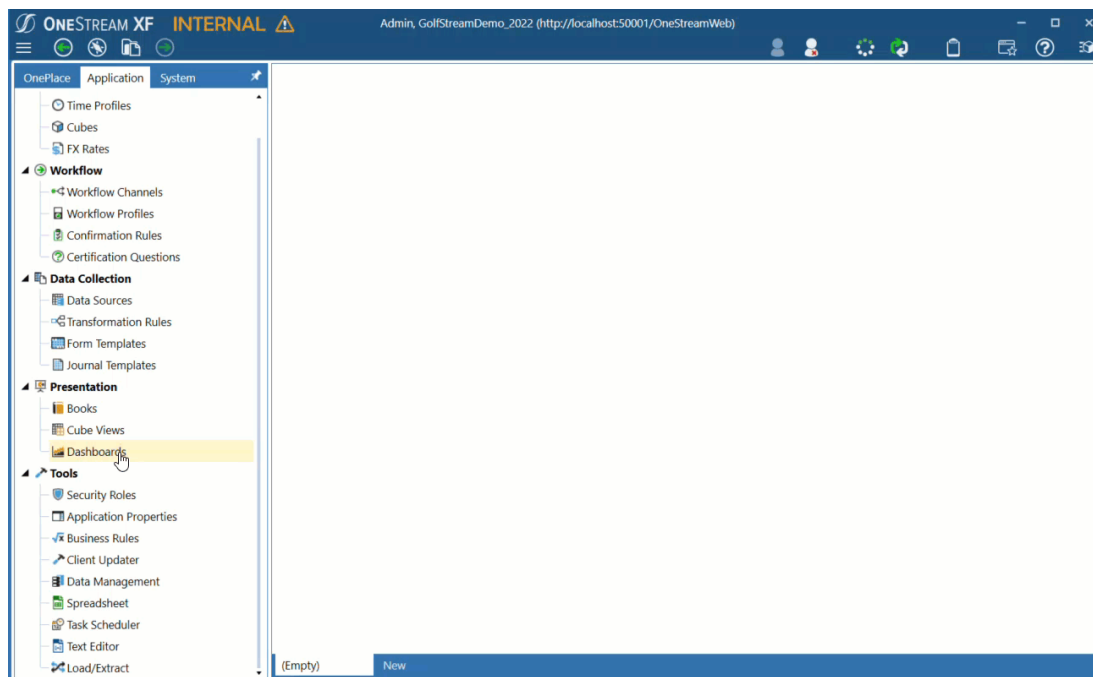 ONESTREAM XF INTERNAL
Admin, GolfStreamDemo_2022 (http://localhost:50001/OneStreamWeb)
OnePlace Application System
Time Profiles
Cubes
FX Rates
Workflow
Workflow Channels
Workflow Profiles
Confirmation Rules
Certification Questions
Data Collection
Data Sources
Transformation Rules
Form Templates
Journal Templates
Presentation
Books
Cube Views
Dashboards
Tools
Security Roles
Application Properties
Business Rules
Client Updater
Data Management
Spreadsheet
Task Scheduler
Text Editor
Load/Extract
(Empty) New